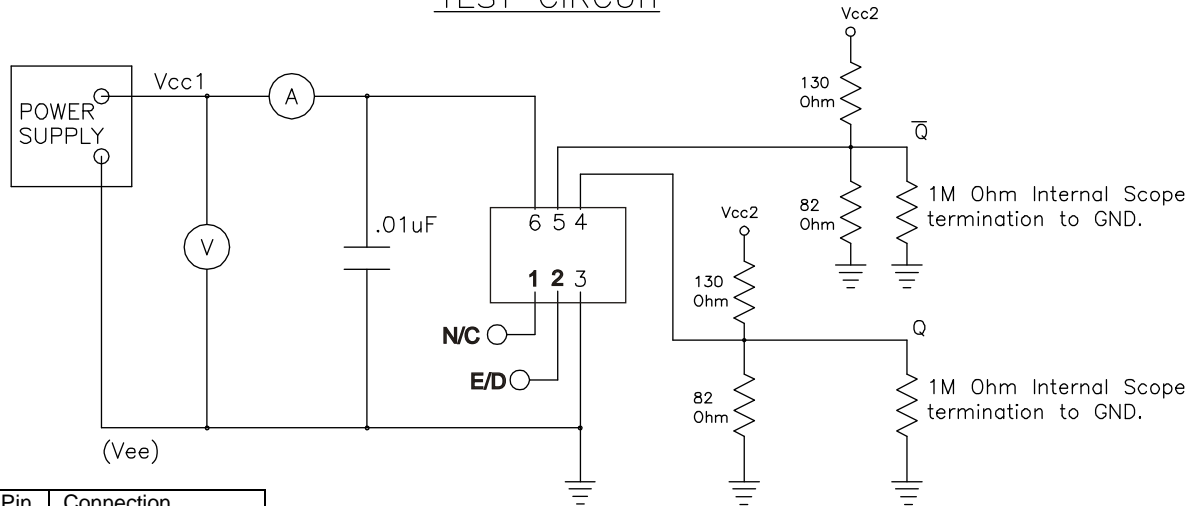 TEST CIRCUIT
Vcc2
Vcc1
130
Ohm
POWER
SUPPLY
A
Q̅
82
Ohm
1M Ohm Internal Scope
termination to GND.
Vcc2
.01uF
V
6 5 4
1 2 3
130
Ohm
N/C
Q
E/D
82
Ohm
1M Ohm Internal Scope
termination to GND.
(Vee)
Pin Connection